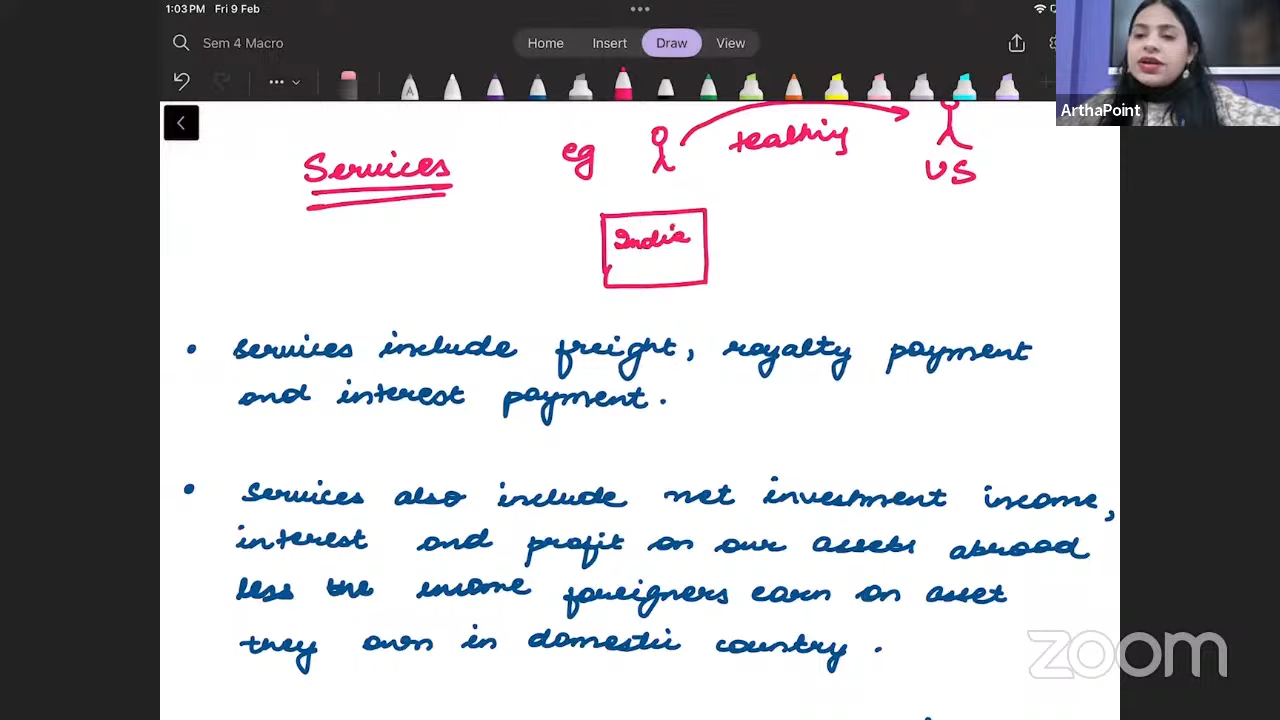 1:03 PM Fri 9 Feb
Sem 4 Macro
Home Insert Draw View
ArthaPoint
eg teaching
Services
US
India
• Services include freight, royalty payment
and interest payment.
• Services also include net investment income,
interest and profit on our assets abroad
less the income foreigners earn on asset
they own in domestic country.
zoom